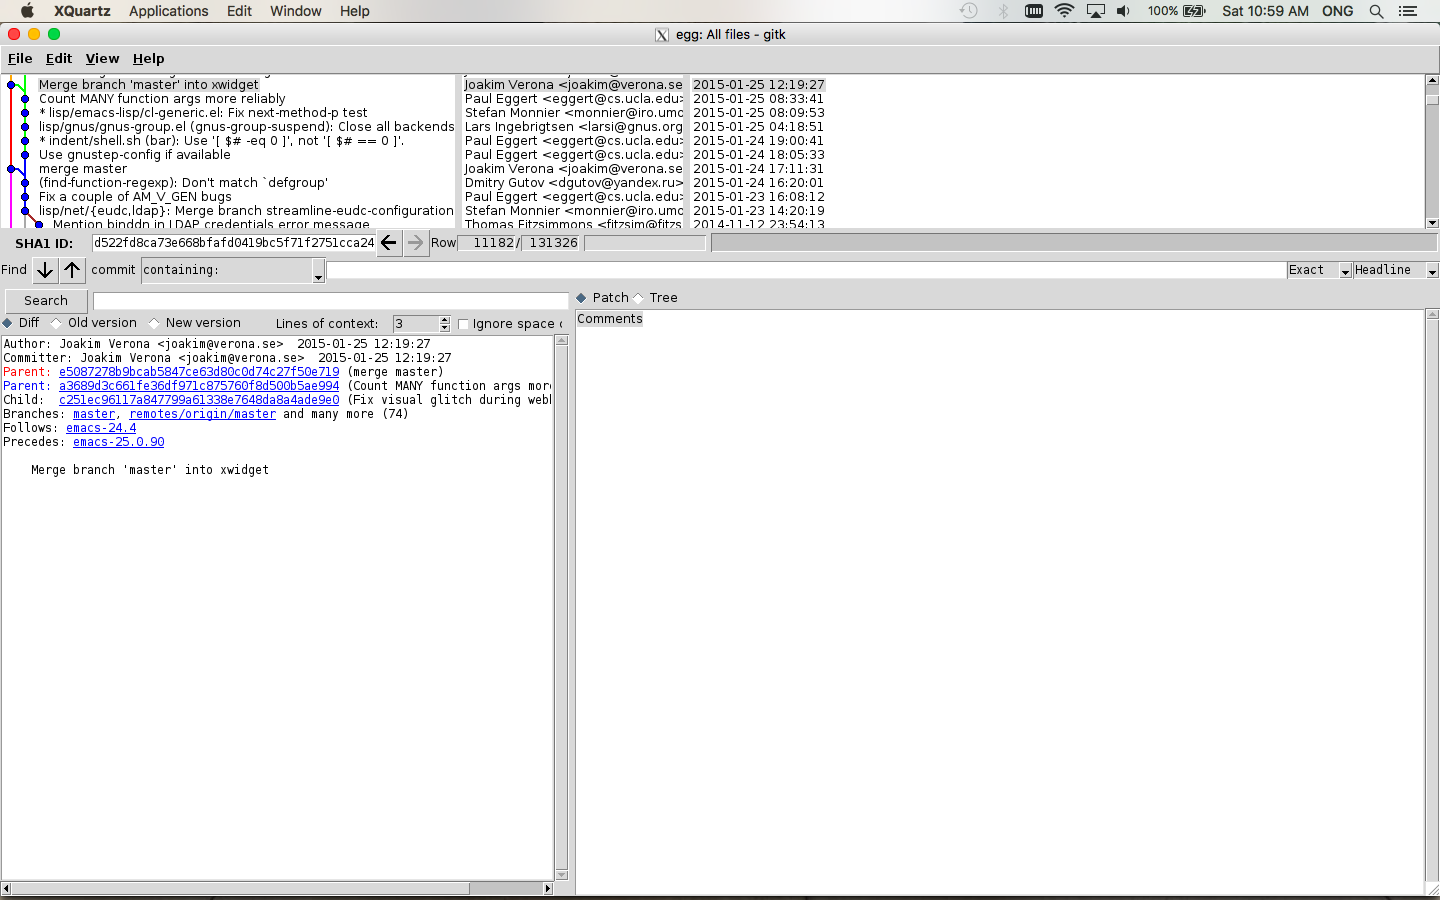 XQuartz Applications Edit Window Help 100% Sat 10:59 AM ONG
egg: All files - gitk
File Edit View Help
Merge branch 'master' into xwidget Joakim Verona <joakim@verona.se 2015-01-25 12:19:27
Count MANY function args more reliably Paul Eggert <eggert@cs.ucla.edu> 2015-01-25 08:33:41
* lisp/emacs-lisp/cl-generic.el: Fix next-method-p test Stefan Monnier <monnier@iro.umo 2015-01-25 08:09:53
lisp/gnus/gnus-group.el (gnus-group-suspend): Close all backends Lars Ingebrigtsen <larsi@gnus.org 2015-01-25 04:18:51
* indent/shell.sh (bar): Use '[ $# -eq 0 ]', not '[ $# == 0 ]'. Paul Eggert <eggert@cs.ucla.edu> 2015-01-24 19:00:41
Use gnustep-config if available Paul Eggert <eggert@cs.ucla.edu> 2015-01-24 18:05:33
merge master Joakim Verona <joakim@verona.se 2015-01-24 17:11:31
(find-function-regexp): Don't match `defgroup' Dmitry Gutov <dgutov@yandex.ru> 2015-01-24 16:20:01
Fix a couple of AM_V_GEN bugs Paul Eggert <eggert@cs.ucla.edu> 2015-01-23 16:08:12
lisp/net/{eudc,ldap}: Merge branch streamline-eudc-configuration Stefan Monnier <monnier@iro.umo 2015-01-23 14:20:19
Mention binddn in LDAP credentials error message Thomas Fitzsimmons <fitzsim@fitzs 2014-11-12 23:54:13
SHA1 ID: d522fd8ca73e668bfafd0419bc5f71f2751cca24 Row 11182 / 131326
Find commit containing: Exact Headline
Search
Patch Tree
Diff Old version New version Lines of context: 3 Ignore space c
Comments
Author: Joakim Verona <joakim@verona.se> 2015-01-25 12:19:27
Committer: Joakim Verona <joakim@verona.se> 2015-01-25 12:19:27
Parent: e5087278b9bcab5847ce63d80c0d74c27f50e719 (merge master)
Parent: a3689d3c661fe36df971c875760f8d500b5ae994 (Count MANY function args mor
Child: c251ec96117a847799a61338e7648da8a4ade9e0 (Fix visual glitch during web
Branches: master, remotes/origin/master and many more (74)
Follows: emacs-24.4
Precedes: emacs-25.0.90
Merge branch 'master' into xwidget